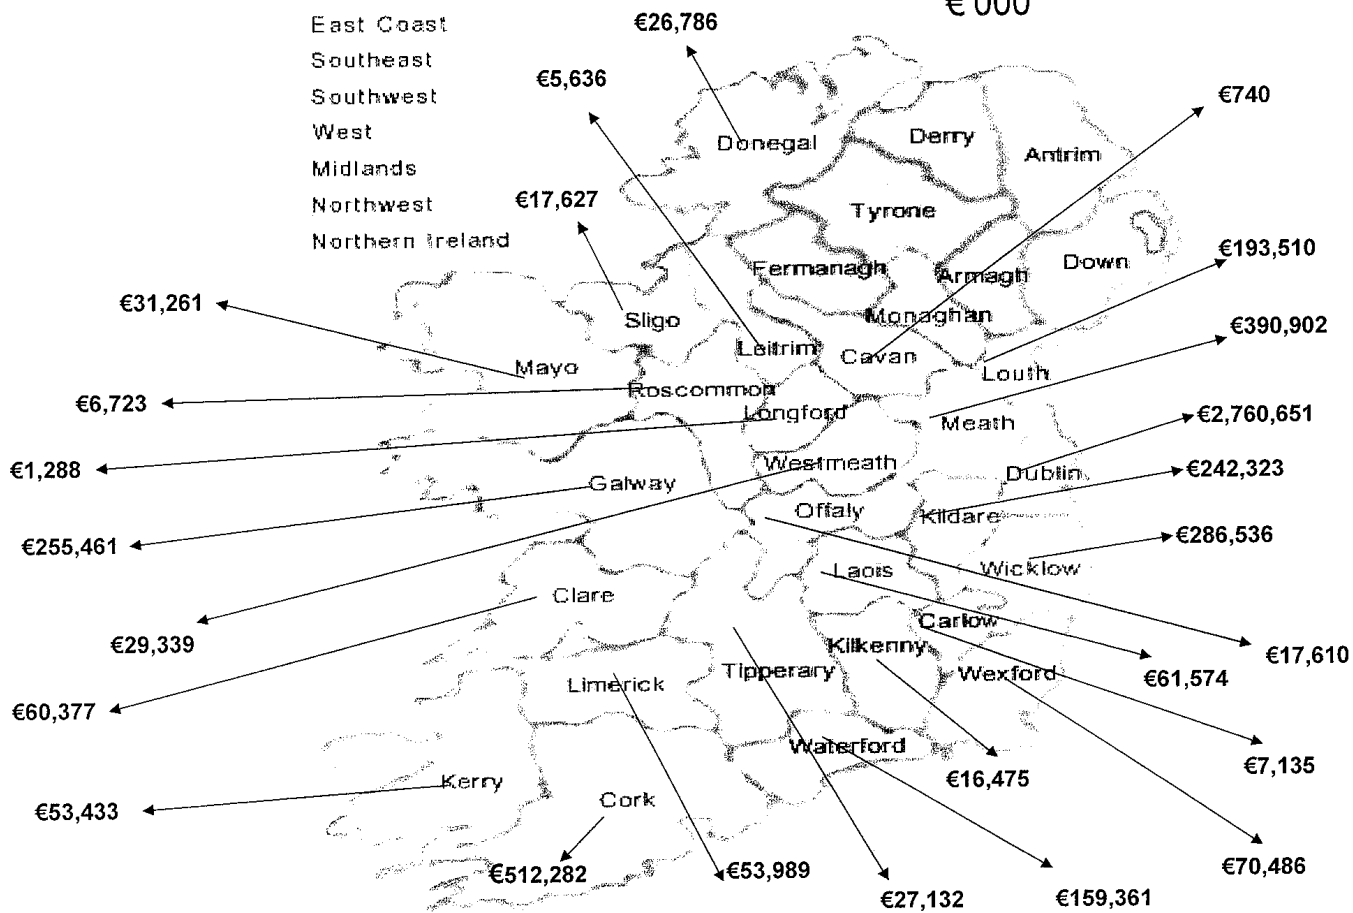 € 000
East Coast
Southeast
Southwest
West
Midlands
Northwest
Northern Ireland
€26,786
€5,636
€17,627
€740
Donegal
Derry
Antrim
Tyrone
Fermanagh
Armagh
Down
€193,510
€31,261
Sligo
Monaghan
€390,902
Mayo
Leitrim
Cavan
Louth
€6,723
Roscommon
Longford
Meath
€2,760,651
€1,288
Galway
Westmeath
Dublin
€242,323
Offaly
Kildare
€255,461
€286,536
Laois
Wicklow
Clare
Carlow
€29,339
Kilkenny
€17,610
Limerick
Tipperary
Wexford
€61,574
€60,377
Waterford
€7,135
Kerry
Cork
€16,475
€53,433
€512,282
€53,989
€27,132
€159,361
€70,486